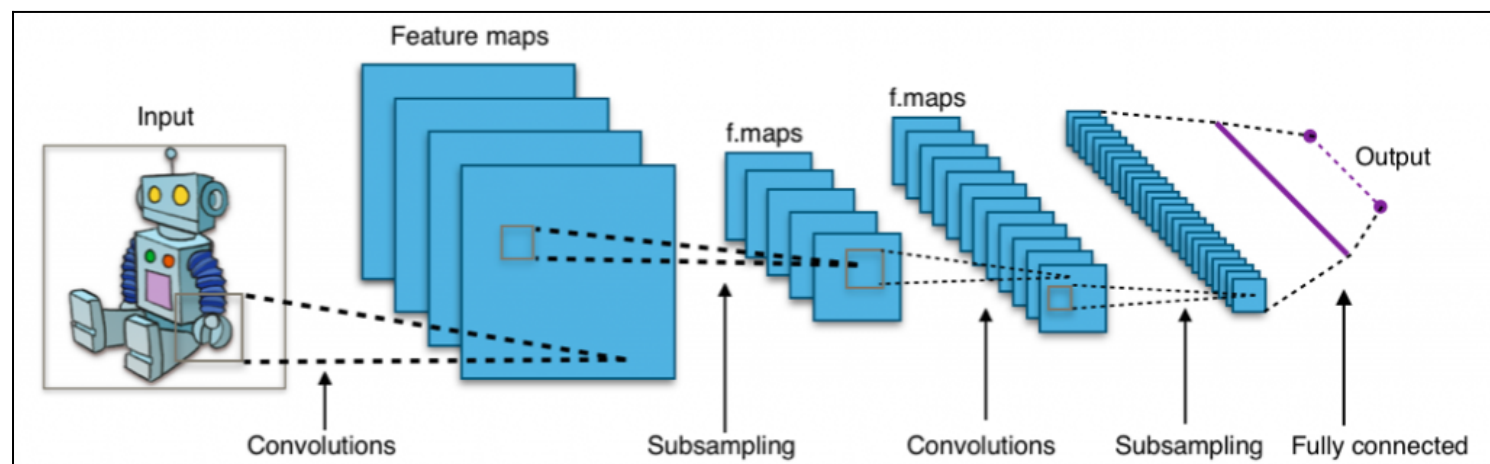 Feature maps
f.maps
Input
f.maps
Output
Convolutions
Subsampling
Convolutions
Subsampling
Fully connected